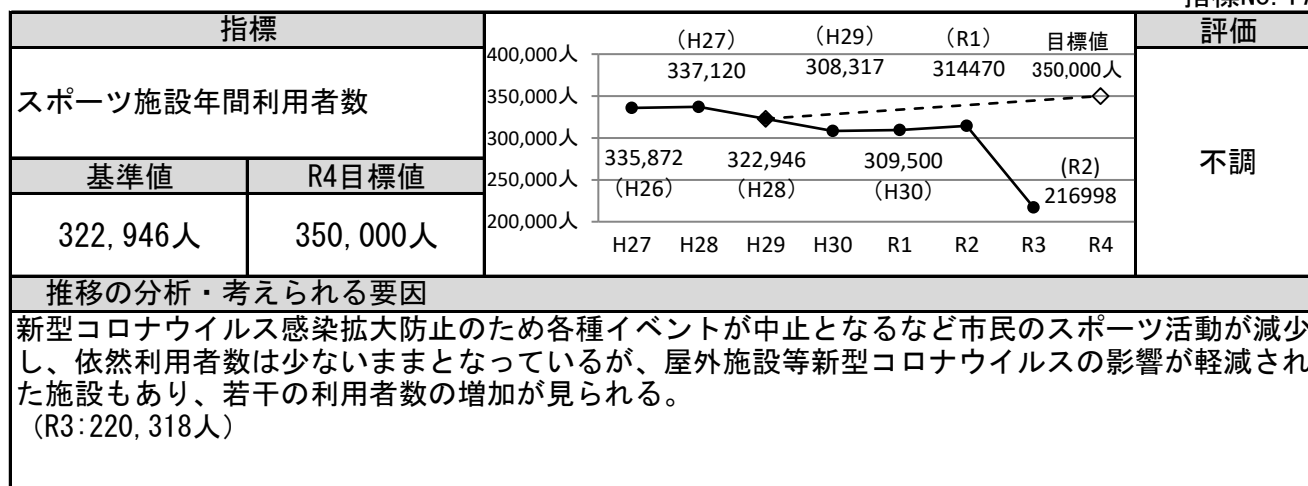 指標
評価
スポーツ施設年間利用者数
基準値 R4目標値
322,946人 350,000人
(H27) (H29) (R1) 目標値
400,000人
337,120 308,317 314470 350,000人
350,000人
300,000人
335,872 322,946 309,500 (R2)
250,000人
(H26) (H28) (H30) 216998
200,000人
H27 H28 H29 H30 R1 R2 R3 R4
不調
推移の分析・考えられる要因
新型コロナウイルス感染拡大防止のため各種イベントが中止となるなど市民のスポーツ活動が減少
し、依然利用者数は少ないままとなっているが、屋外施設等新型コロナウイルスの影響が軽減され
た施設もあり、若干の利用者数の増加が見られる。
(R3:220,318人)